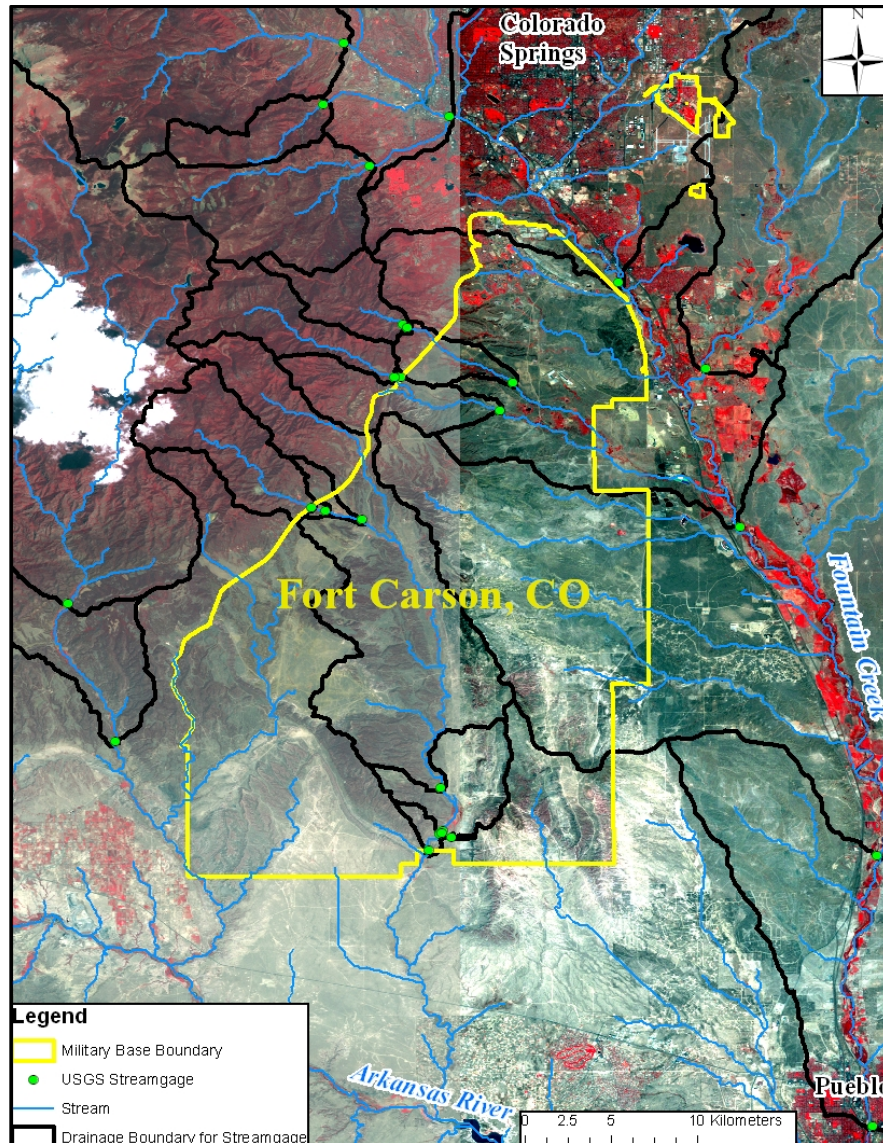 Colorado
Springs
N
Fort Carson, CO
Fountain Creek
Legend
Military Base Boundary
USGS Streamgage
Stream
Drainage Boundary for Streamgage
Arkansas River
Pueblo
0 2.5 5 10 Kilometers